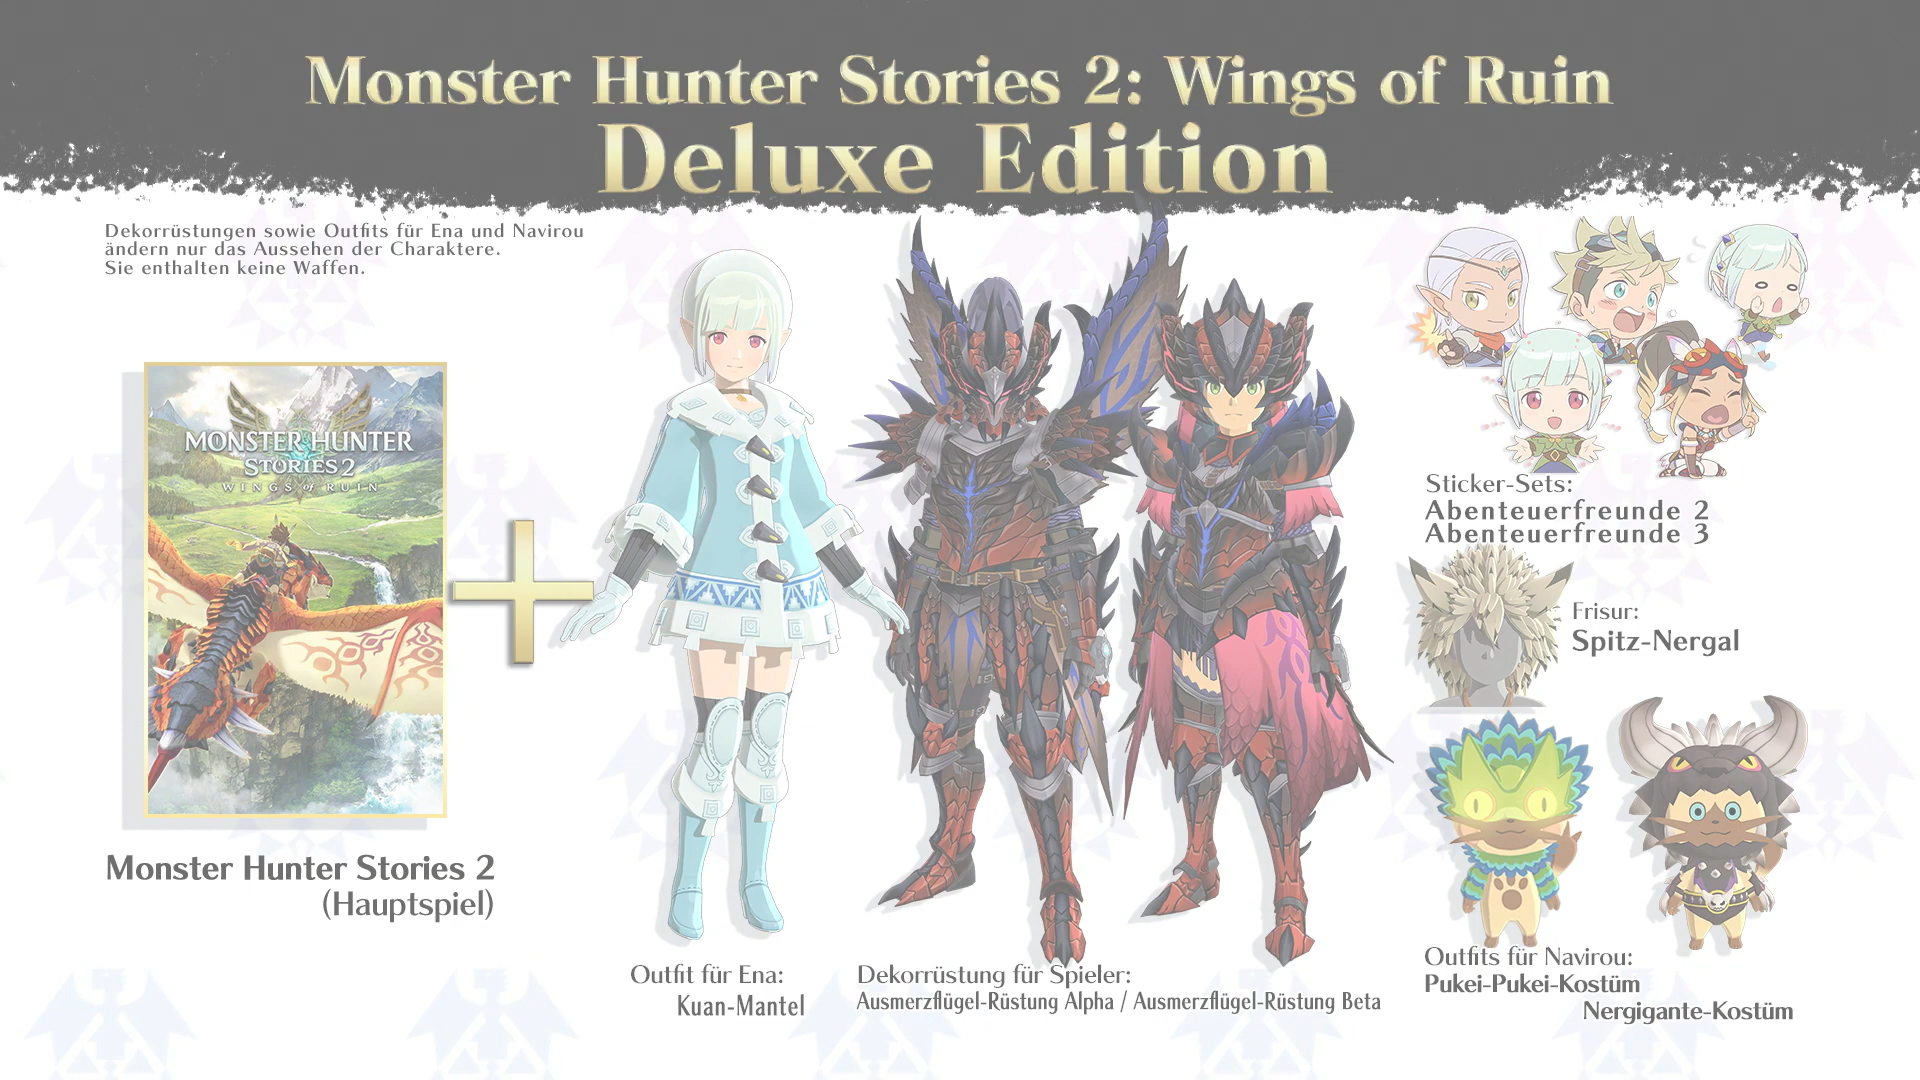 Monster Hunter Stories 2: Wings of Ruin
Deluxe Edition
Dekorrüstungen sowie Outfits für Ena und Navirou
ändern nur das Aussehen der Charaktere.
Sie enthalten keine Waffen.
MONSTER HUNTER
STORIES 2
WINGS of RUIN
Monster Hunter Stories 2
(Hauptspiel)
Outfit für Ena:
Kuan-Mantel
Dekorrüstung für Spieler:
Ausmerzflügel-Rüstung Alpha / Ausmerzflügel-Rüstung Beta
Sticker-Sets:
Abenteuerfreunde 2
Abenteuerfreunde 3
Frisur:
Spitz-Nergal
Outfits für Navirou:
Pukei-Pukei-Kostüm
Nergigante-Kostüm